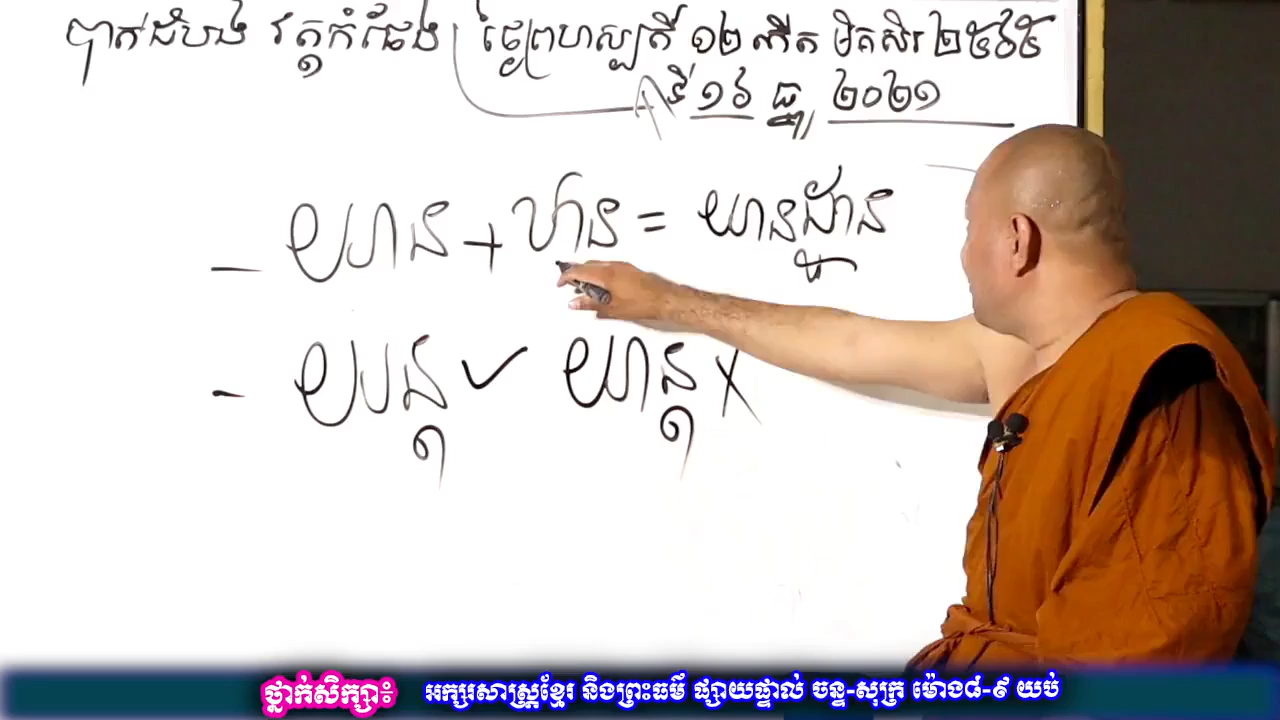 បាត់ដំបង វត្តកំផែង ថ្ងៃព្រហស្បតិ៍ ១២ កើត មិគសិរ ២៥៦៥
ទី ១៦ ធ្នូ ២០២១
- យាន + ឋាន = យានដ្ឋាន
- យន្ត ✓ យាន្ត X
ថ្នាក់សិក្សា៖ អក្សរសាស្ត្រខ្មែរ និងព្រះធម៌ ផ្សាយផ្ទាល់ ចន្ទ-សុក្រ ម៉ោង៨-៩ យប់